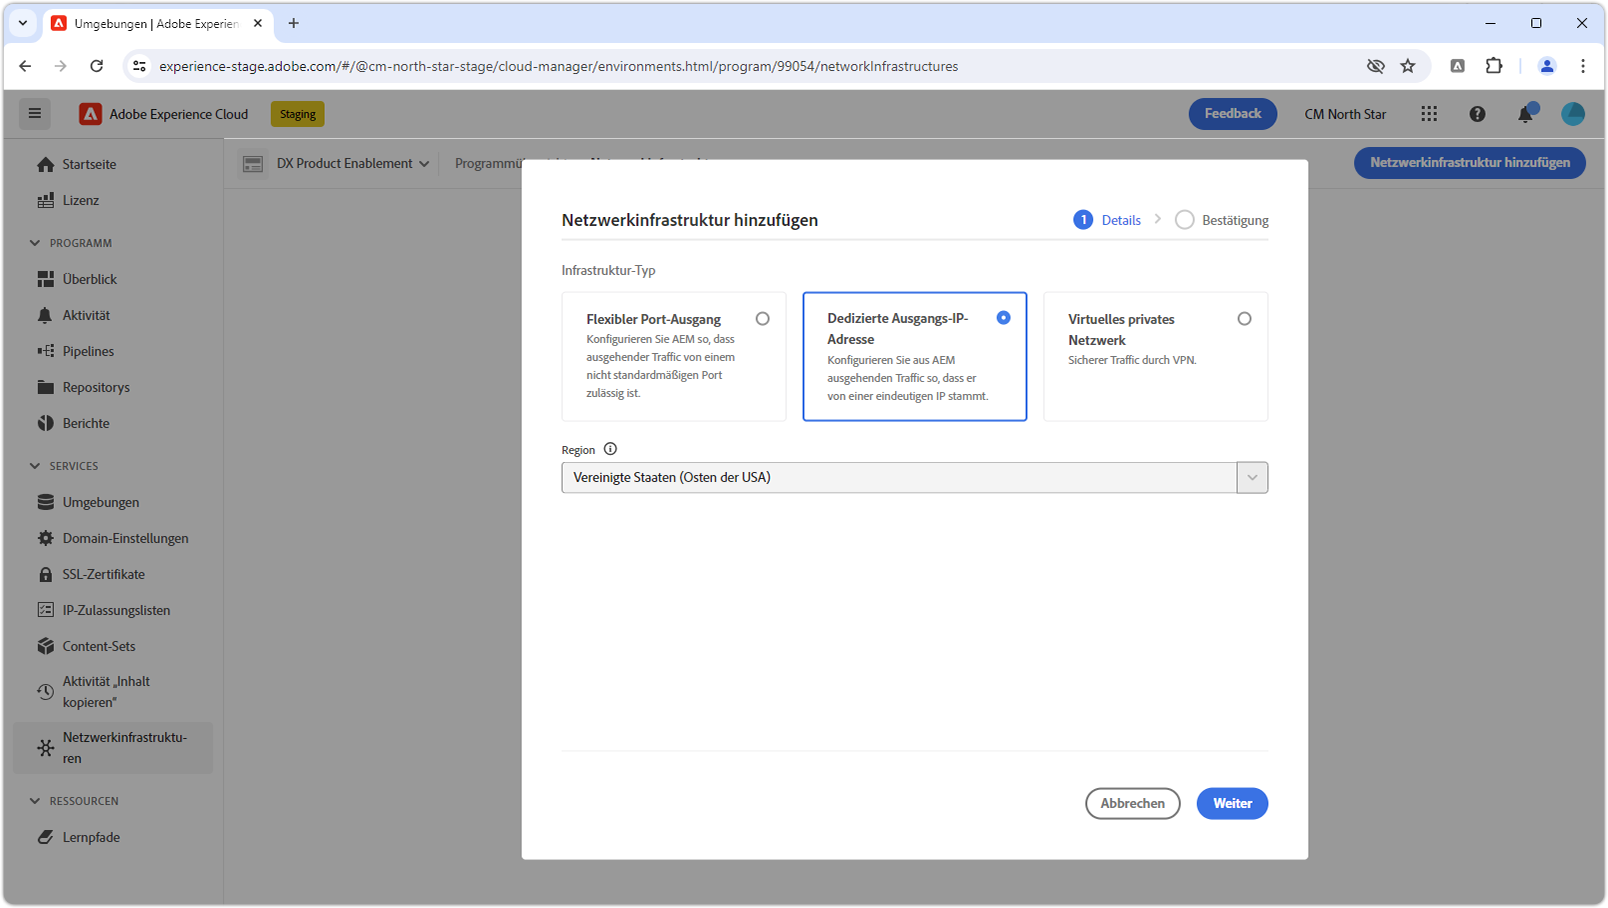 Umgebungen | Adobe Experien
experience-stage.adobe.com/#/@cm-north-star-stage/cloud-manager/environments.html/program/99054/networkInfrastructures
Adobe Experience Cloud
Staging
Feedback
CM North Star
Startseite
Lizenz
PROGRAMM
Überblick
Aktivität
Pipelines
Repositorys
Berichte
SERVICES
Umgebungen
Domain-Einstellungen
SSL-Zertifikate
IP-Zulassungslisten
Content-Sets
Aktivität „Inhalt
kopieren“
Netzwerkinfrastruktu-
ren
RESSOURCEN
Lernpfade
DX Product Enablement
Netzwerkinfrastruktur hinzufügen
Netzwerkinfrastruktur hinzufügen
1 Details
Bestätigung
Infrastruktur-Typ
Flexibler Port-Ausgang
Konfigurieren Sie AEM so, dass
ausgehender Traffic von einem
nicht standardmäßigen Port
zulässig ist.
Dedizierte Ausgangs-IP-
Adresse
Konfigurieren Sie aus AEM
ausgehenden Traffic so, dass er
von einer eindeutigen IP stammt.
Virtuelles privates
Netzwerk
Sicherer Traffic durch VPN.
Region
Vereinigte Staaten (Osten der USA)
Abbrechen
Weiter